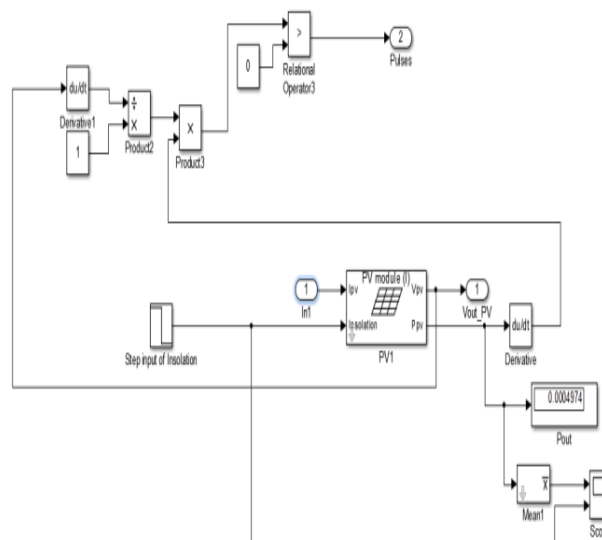 >
2
Pulses
0
Relational
Operator3
du/dt
Derivative1
÷
×
Product2
×
Product3
1
PV module (I)
1
In1
Ipv
Vpv
1
Vout_PV
Insolation
Ppv
PV1
Step input of Insolation
du/dt
Derivative
0.0004974
Pout
x
Mean1
Sco